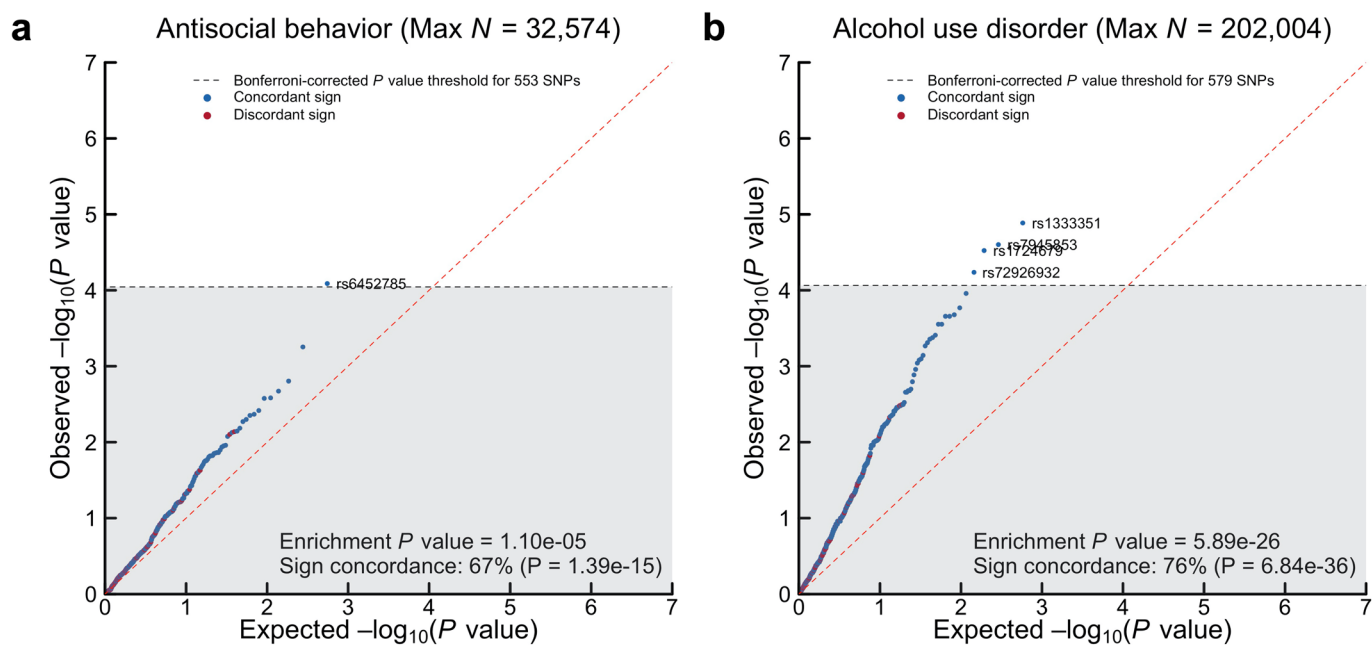 a
Antisocial behavior (Max N = 32,574)
7
6
5
4
3
2
1
0
Observed –log10(P value)
Bonferroni-corrected P value threshold for 553 SNPs
Concordant sign
Discordant sign
rs6452785
Enrichment P value = 1.10e-05
Sign concordance: 67% (P = 1.39e-15)
0 1 2 3 4 5 6 7
Expected –log10(P value)
b
Alcohol use disorder (Max N = 202,004)
7
6
5
4
3
2
1
0
Observed –log10(P value)
Bonferroni-corrected P value threshold for 579 SNPs
Concordant sign
Discordant sign
rs1333351
rs7945853
rs1724679
rs72926932
Enrichment P value = 5.89e-26
Sign concordance: 76% (P = 6.84e-36)
0 1 2 3 4 5 6 7
Expected –log10(P value)